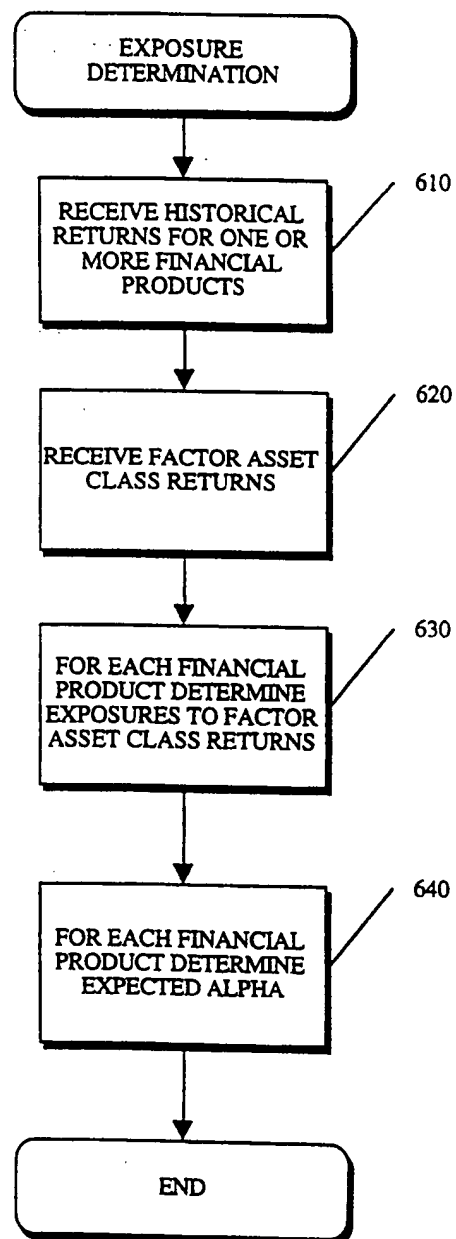 EXPOSURE
DETERMINATION
610
RECEIVE HISTORICAL
RETURNS FOR ONE OR
MORE FINANCIAL
PRODUCTS
620
RECEIVE FACTOR ASSET
CLASS RETURNS
630
FOR EACH FINANCIAL
PRODUCT DETERMINE
EXPOSURES TO FACTOR
ASSET CLASS RETURNS
640
FOR EACH FINANCIAL
PRODUCT DETERMINE
EXPECTED ALPHA
END